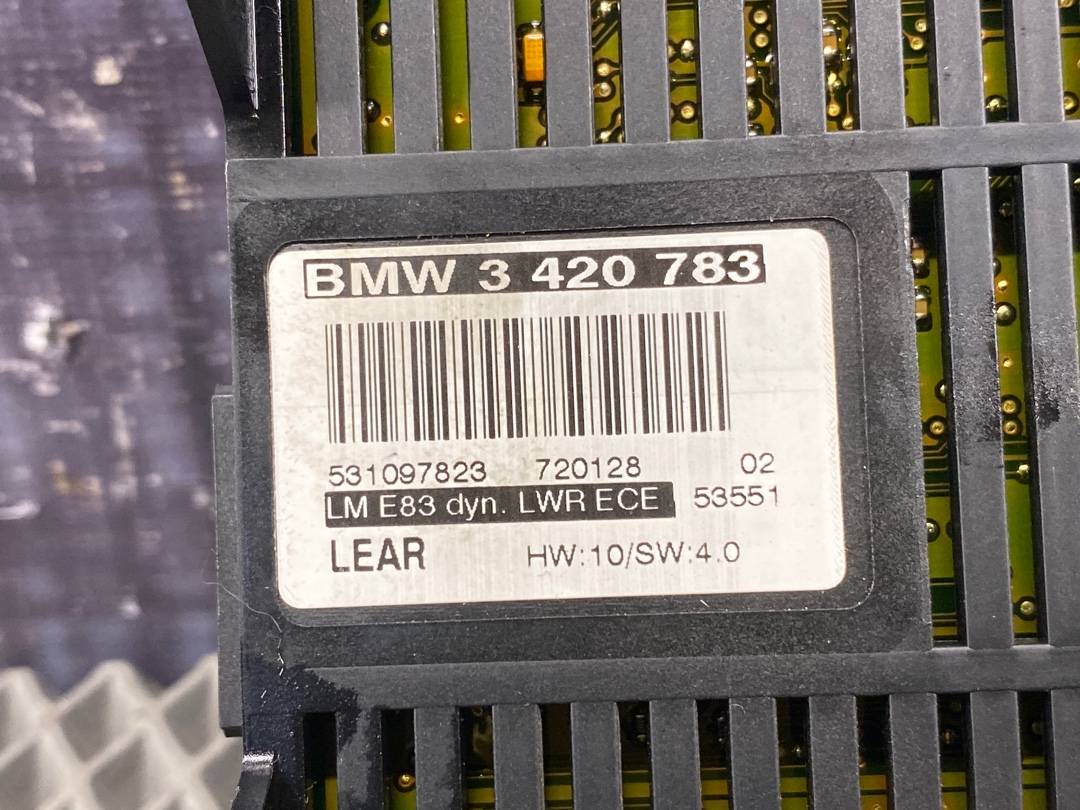 BMW 3 420 783
531097823 720128 02
LM E83 dyn. LWR ECE 53551
LEAR HW:10/SW:4.0